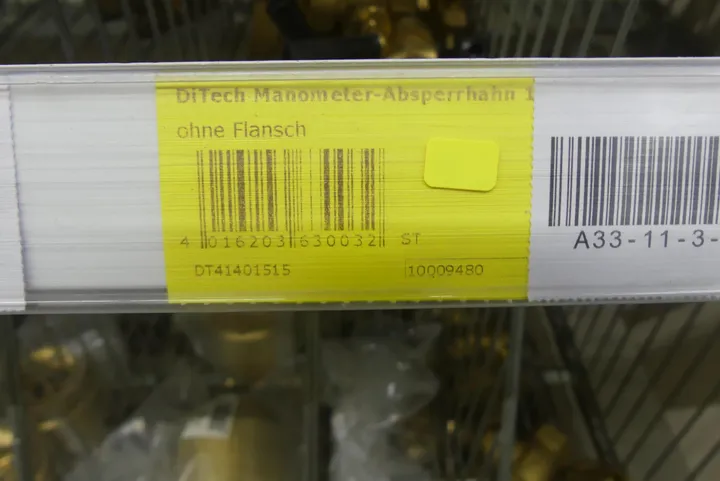 DiTech Manometer-Absperrhahn 1
ohne Flansch
4 016203 630032 ST
DT41401515 10009480
A33-11-3-